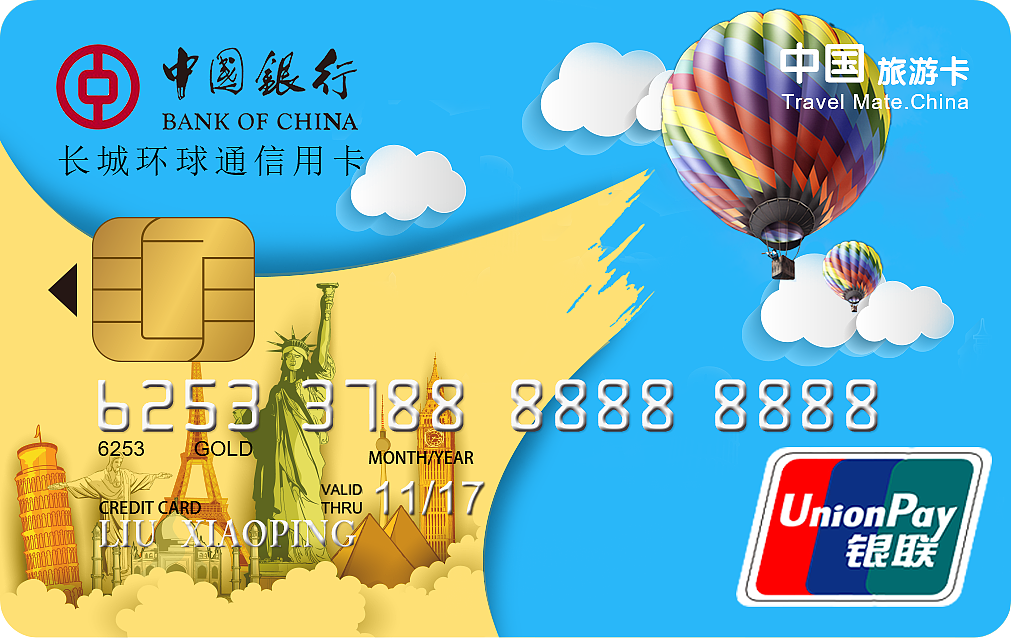 中国銀行
BANK OF CHINA
长城环球通信用卡
中国 旅游卡
Travel Mate.China
6253 3788 8888 8888
6253 GOLD
MONTH/YEAR
VALID THRU 11/17
CREDIT CARD
LIU XIAOPING
UnionPay
银联